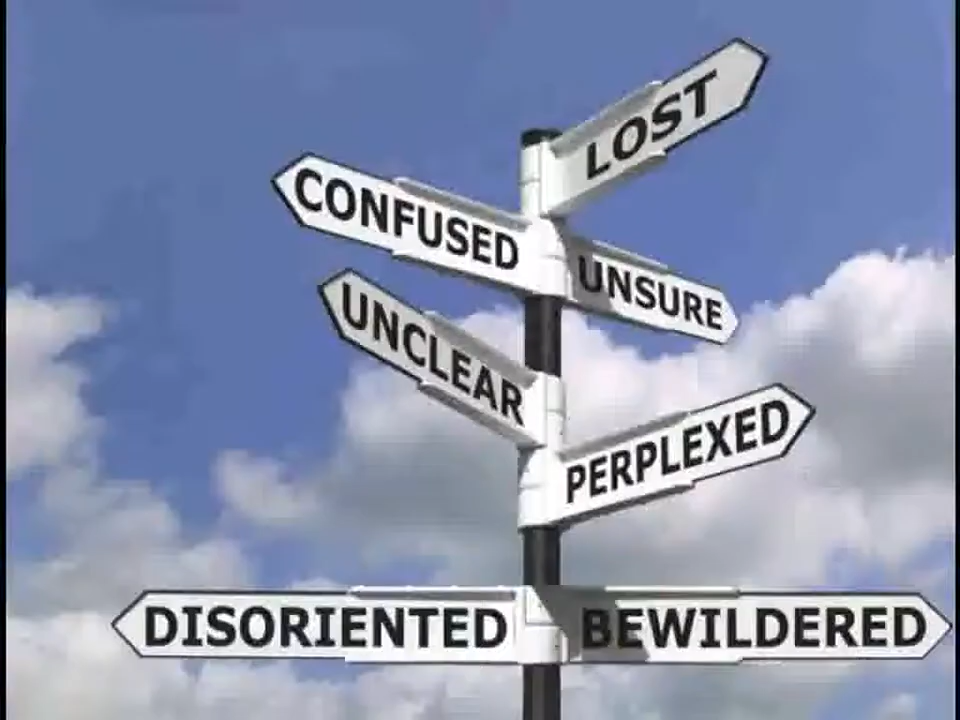 LOST
CONFUSED
UNSURE
UNCLEAR
PERPLEXED
DISORIENTED
BEWILDERED